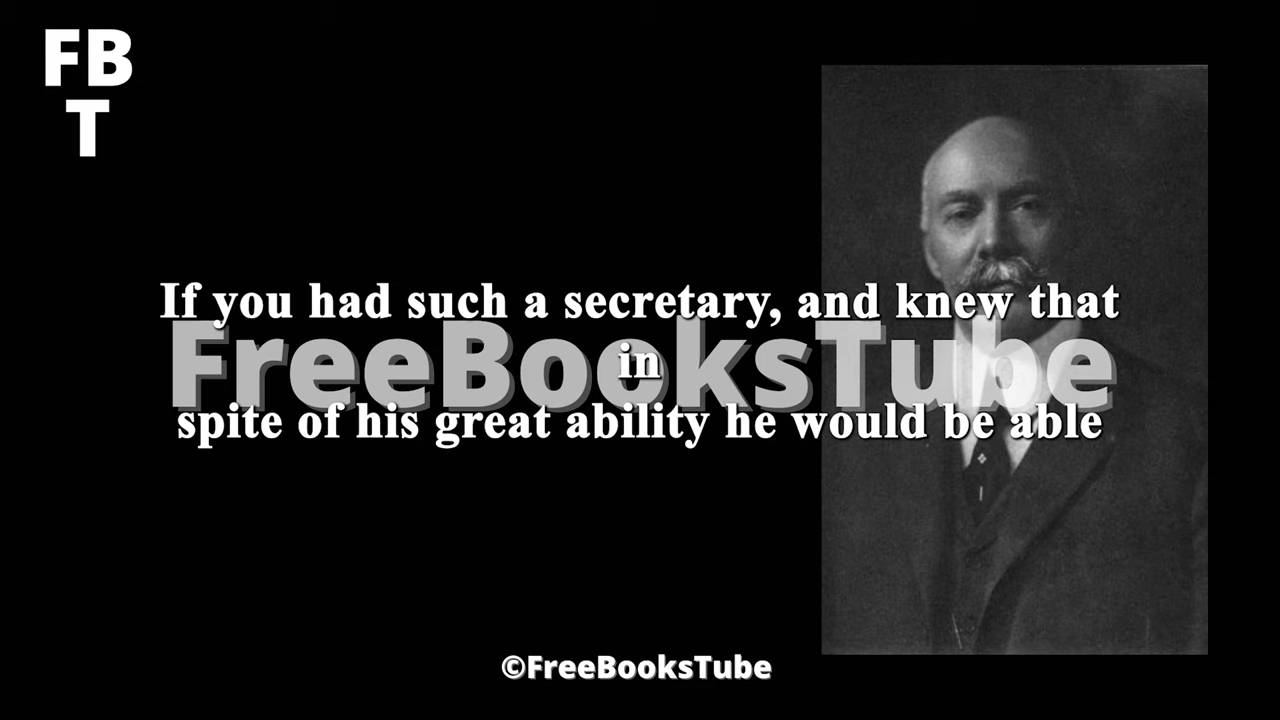 FB
T
If you had such a secretary, and knew that
in
FreeBooksTube
spite of his great ability he would be able
©FreeBooksTube